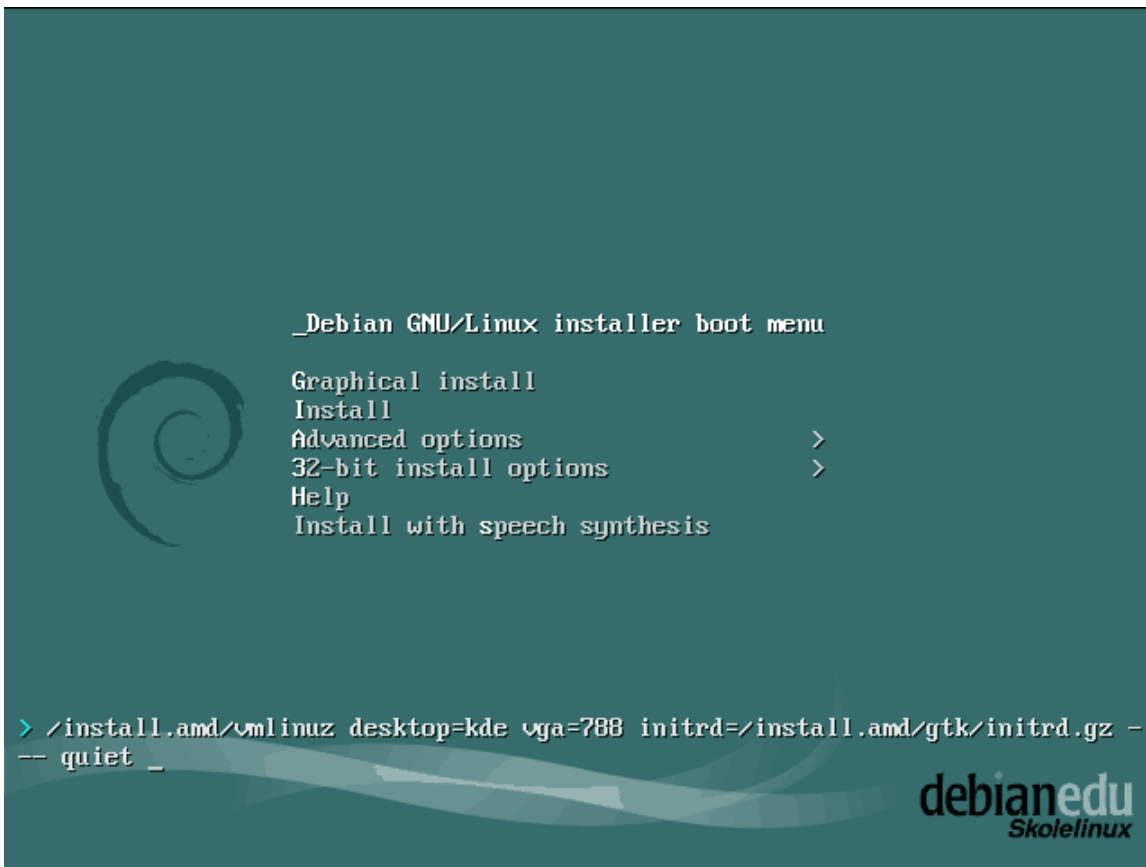 _Debian GNU/Linux installer boot menu
Graphical install
Install
Advanced options >
32-bit install options >
Help
Install with speech synthesis
> /install.amd/vmlinuz desktop=kde vga=788 initrd=/install.amd/gtk/initrd.gz -
-- quiet _
debianedu
Skolelinux